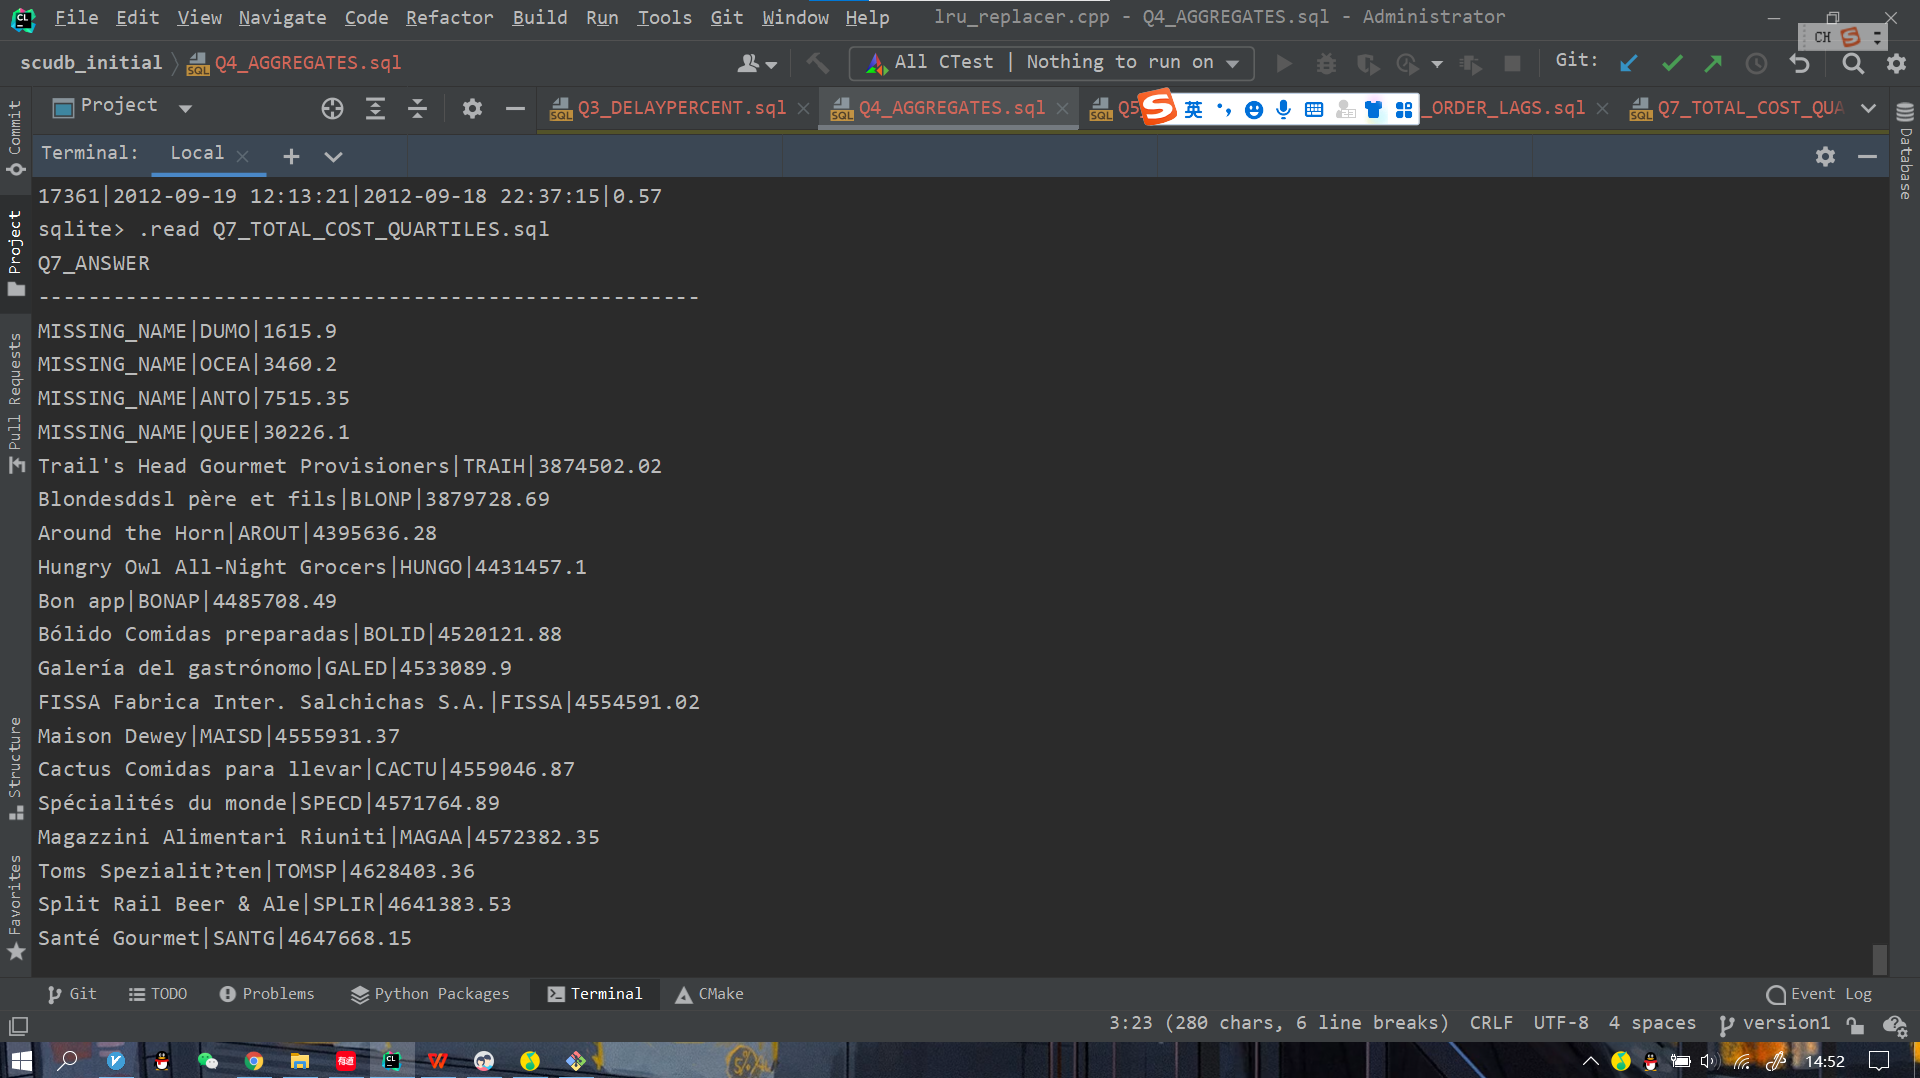 File Edit View Navigate Code Refactor Build Run Tools Git Window Help lru_replacer.cpp - Q4_AGGREGATES.sql - Administrator
CH
scudb_initial Q4_AGGREGATES.sql All CTest | Nothing to run on Git:
Project Q3_DELAYPERCENT.sql Q4_AGGREGATES.sql Q5 英 _ORDER_LAGS.sql Q7_TOTAL_COST_QUA
Terminal: Local
17361|2012-09-19 12:13:21|2012-09-18 22:37:15|0.57
sqlite> .read Q7_TOTAL_COST_QUARTILES.sql
Q7_ANSWER
-----------------------------------------------------
MISSING_NAME|DUMO|1615.9
MISSING_NAME|OCEA|3460.2
MISSING_NAME|ANTO|7515.35
MISSING_NAME|QUEE|30226.1
Trail's Head Gourmet Provisioners|TRAIH|3874502.02
Blondesddsl père et fils|BLONP|3879728.69
Around the Horn|AROUT|4395636.28
Hungry Owl All-Night Grocers|HUNGO|4431457.1
Bon app|BONAP|4485708.49
Bólido Comidas preparadas|BOLID|4520121.88
Galería del gastrónomo|GALED|4533089.9
FISSA Fabrica Inter. Salchichas S.A.|FISSA|4554591.02
Maison Dewey|MAISD|4555931.37
Cactus Comidas para llevar|CACTU|4559046.87
Spécialités du monde|SPECD|4571764.89
Magazzini Alimentari Riuniti|MAGAA|4572382.35
Toms Spezialit?ten|TOMSP|4628403.36
Split Rail Beer & Ale|SPLIR|4641383.53
Santé Gourmet|SANTG|4647668.15
Commit
Project
Pull Requests
Structure
Favorites
Database
Git TODO Problems Python Packages Terminal CMake Event Log
3:23 (280 chars, 6 line breaks) CRLF UTF-8 4 spaces version1
14:52